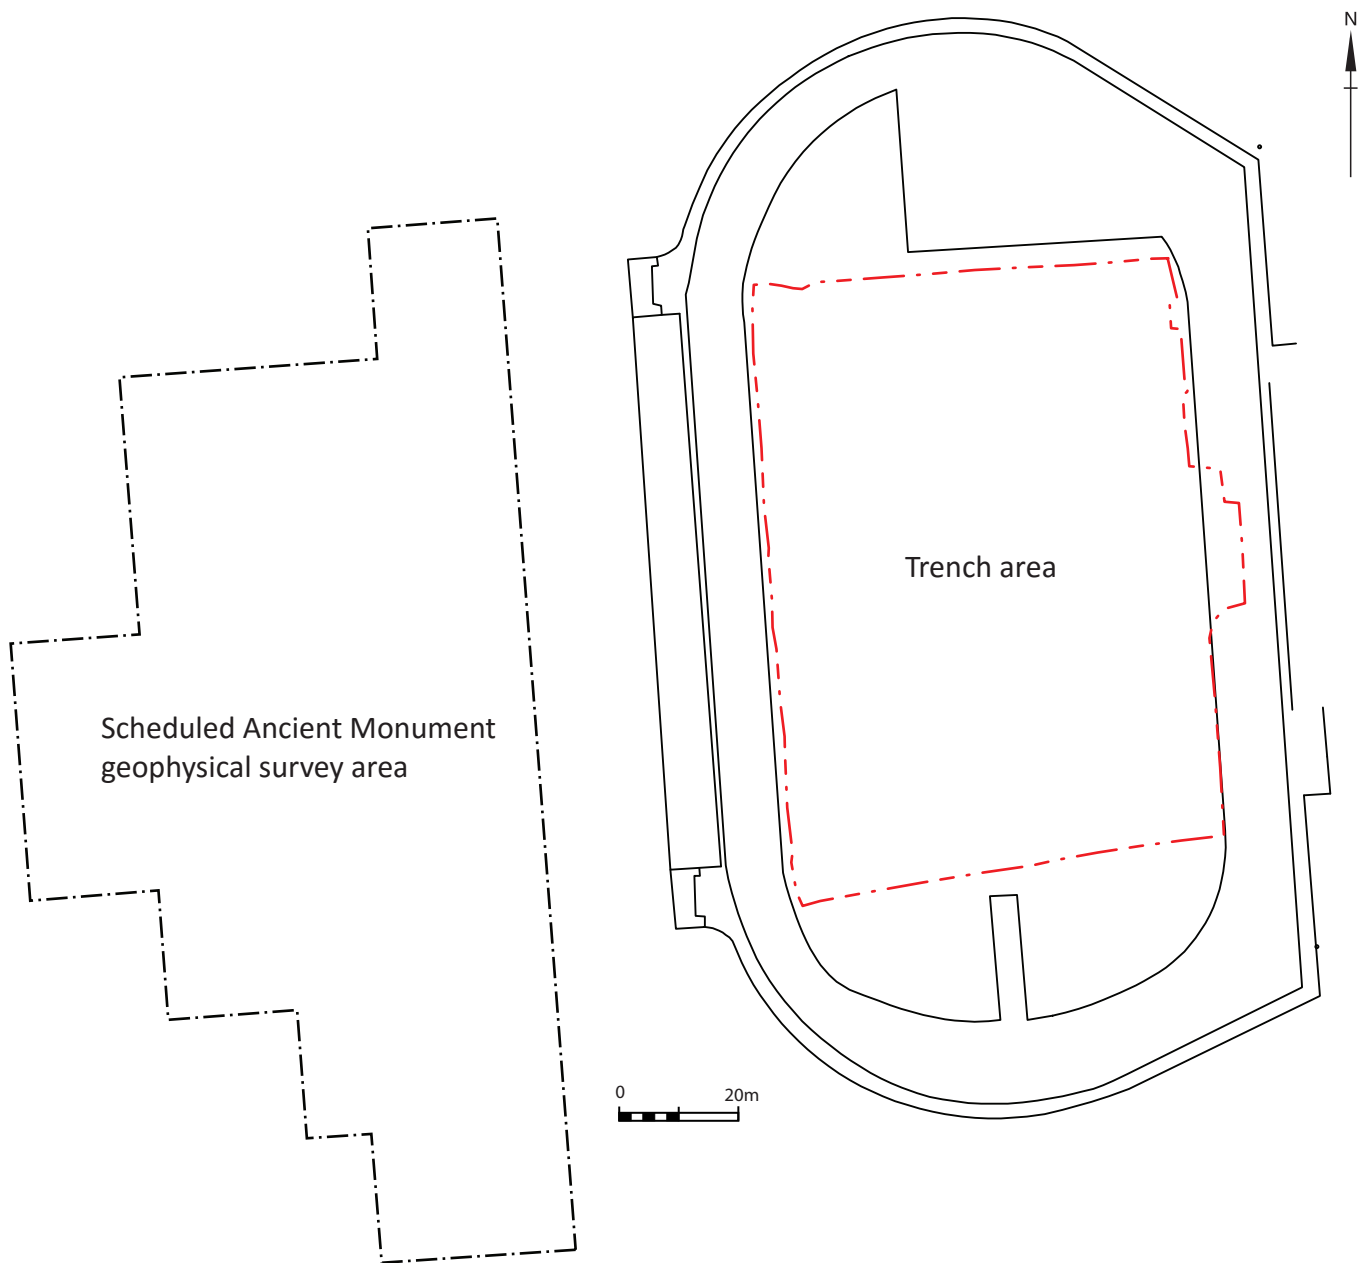 N
Trench area
Scheduled Ancient Monument
geophysical survey area
0 20m